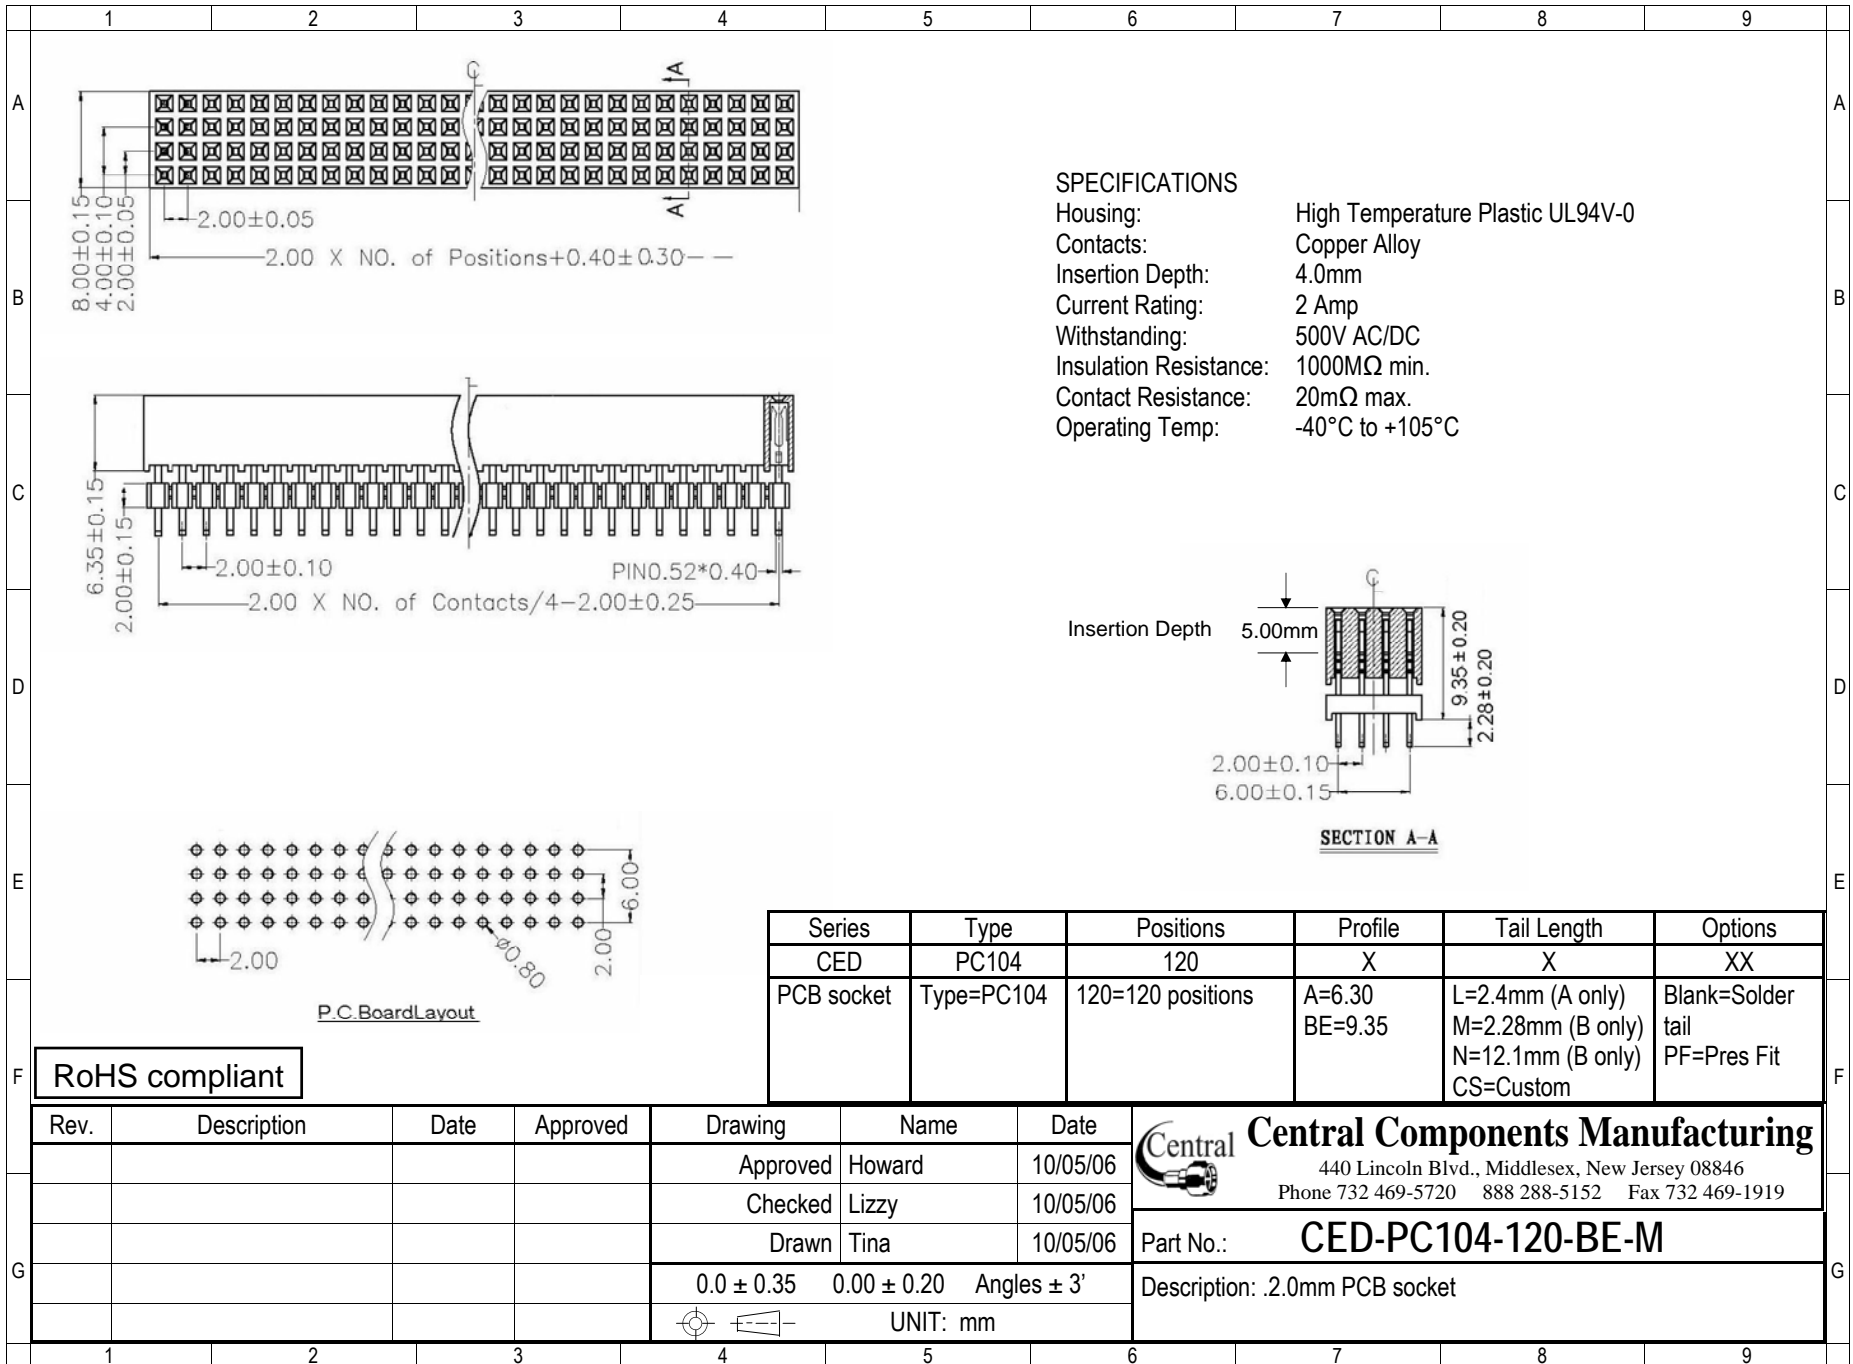 1 2 3 4 5 6 7 8 9
A A
B B
C C
D D
E E
F F
G G
A
A
8.00±0.15
4.00±0.10
2.00±0.05
2.00±0.05
2.00 X NO. of Positions+0.40±0.30
SPECIFICATIONS
Housing: High Temperature Plastic UL94V-0
Contacts: Copper Alloy
Insertion Depth: 4.0mm
Current Rating: 2 Amp
Withstanding: 500V AC/DC
Insulation Resistance: 1000MΩ min.
Contact Resistance: 20mΩ max.
Operating Temp: -40°C to +105°C
6.35±0.15
2.00±0.15
2.00±0.10
PIN0.52*0.40
2.00 X NO. of Contacts/4-2.00±0.25
Insertion Depth 5.00mm
9.35±0.20
2.28±0.20
2.00±0.10
6.00±0.15
SECTION A-A
6.00
2.00
2.00
ø0.80
P.C.BoardLayout
Series Type Positions Profile Tail Length Options
CED PC104 120 X X XX
PCB socket Type=PC104 120=120 positions A=6.30 L=2.4mm (A only) Blank=Solder
BE=9.35 M=2.28mm (B only) tail
N=12.1mm (B only) PF=Pres Fit
CS=Custom
RoHS compliant
Rev. Description Date Approved Drawing Name Date
Approved Howard 10/05/06
Checked Lizzy 10/05/06
Drawn Tina 10/05/06
0.0 ± 0.35 0.00 ± 0.20 Angles ± 3’
UNIT: mm
Central
Central Components Manufacturing
440 Lincoln Blvd., Middlesex, New Jersey 08846
Phone 732 469-5720 888 288-5152 Fax 732 469-1919
Part No.: CED-PC104-120-BE-M
Description: .2.0mm PCB socket
1 2 3 4 5 6 7 8 9